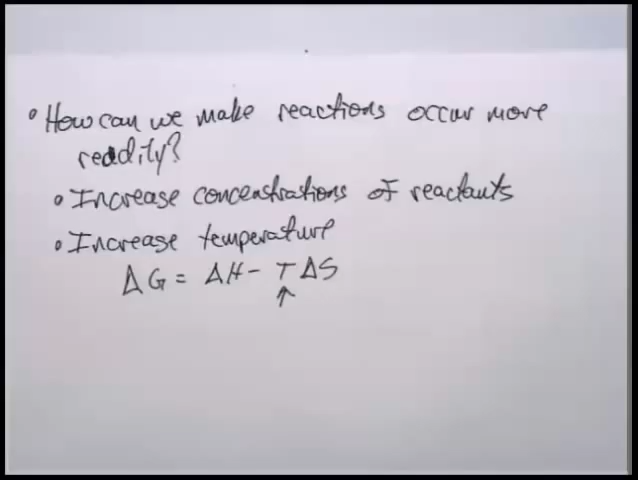 • How can we make reactions occur more
readily?
• Increase concentrations of reactants
• Increase temperature
ΔG = ΔH - TΔS
↑